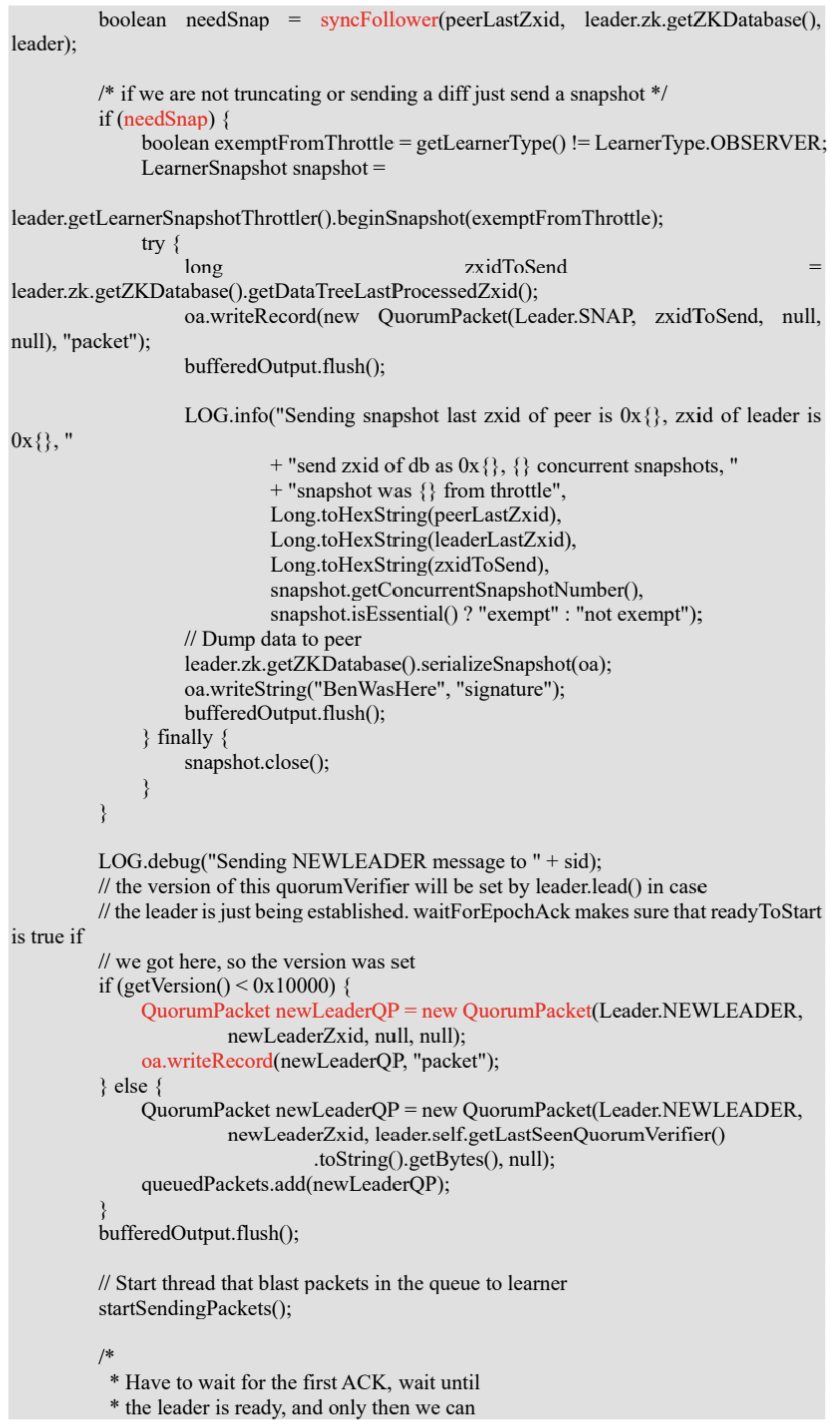 boolean needSnap = syncFollower(peerLastZxid, leader.zk.getZKDatabase(),
leader);
/* if we are not truncating or sending a diff just send a snapshot */
if (needSnap) {
boolean exemptFromThrottle = getLearnerType() != LearnerType.OBSERVER;
LearnerSnapshot snapshot =
leader.getLearnerSnapshotThrottler().beginSnapshot(exemptFromThrottle);
try {
long zxidToSend =
leader.zk.getZKDatabase().getDataTreeLastProcessedZxid();
oa.writeRecord(new QuorumPacket(Leader.SNAP, zxidToSend, null,
null), "packet");
bufferedOutput.flush();
LOG.info("Sending snapshot last zxid of peer is 0x{}, zxid of leader is
0x{}, "
+ "send zxid of db as 0x{}, {} concurrent snapshots, "
+ "snapshot was {} from throttle",
Long.toHexString(peerLastZxid),
Long.toHexString(leaderLastZxid),
Long.toHexString(zxidToSend),
snapshot.getConcurrentSnapshotNumber(),
snapshot.isEssential() ? "exempt" : "not exempt");
// Dump data to peer
leader.zk.getZKDatabase().serializeSnapshot(oa);
oa.writeString("BenWasHere", "signature");
bufferedOutput.flush();
} finally {
snapshot.close();
}
}
LOG.debug("Sending NEWLEADER message to " + sid);
// the version of this quorumVerifier will be set by leader.lead() in case
// the leader is just being established. waitForEpochAck makes sure that readyToStart
is true if
// we got here, so the version was set
if (getVersion() < 0x10000) {
QuorumPacket newLeaderQP = new QuorumPacket(Leader.NEWLEADER,
newLeaderZxid, null, null);
oa.writeRecord(newLeaderQP, "packet");
} else {
QuorumPacket newLeaderQP = new QuorumPacket(Leader.NEWLEADER,
newLeaderZxid, leader.self.getLastSeenQuorumVerifier()
.toString().getBytes(), null);
queuedPackets.add(newLeaderQP);
}
bufferedOutput.flush();
// Start thread that blast packets in the queue to learner
startSendingPackets();
/*
* Have to wait for the first ACK, wait until
* the leader is ready, and only then we can